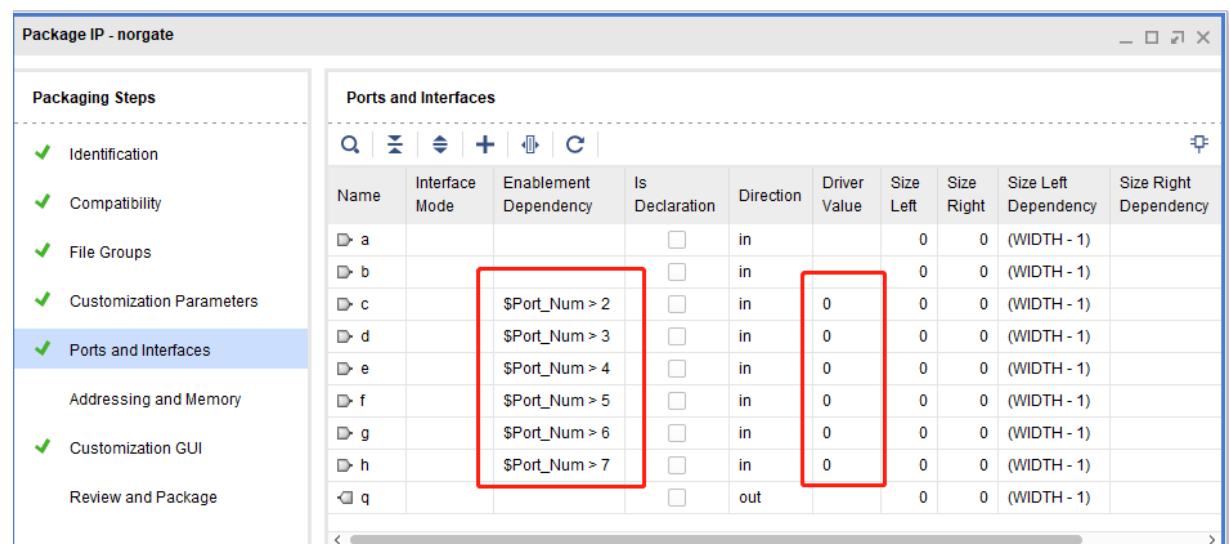 Package IP - norgate
Packaging Steps
Identification
Compatibility
File Groups
Customization Parameters
Ports and Interfaces
Addressing and Memory
Customization GUI
Review and Package
Ports and Interfaces
Name Interface Mode Enablement Dependency Is Declaration Direction Driver Value Size Left Size Right Size Left Dependency Size Right Dependency
a in 0 0 (WIDTH - 1)
b in 0 0 (WIDTH - 1)
c $Port_Num > 2 in 0 0 0 (WIDTH - 1)
d $Port_Num > 3 in 0 0 0 (WIDTH - 1)
e $Port_Num > 4 in 0 0 0 (WIDTH - 1)
f $Port_Num > 5 in 0 0 0 (WIDTH - 1)
g $Port_Num > 6 in 0 0 0 (WIDTH - 1)
h $Port_Num > 7 in 0 0 0 (WIDTH - 1)
q out 0 0 (WIDTH - 1)